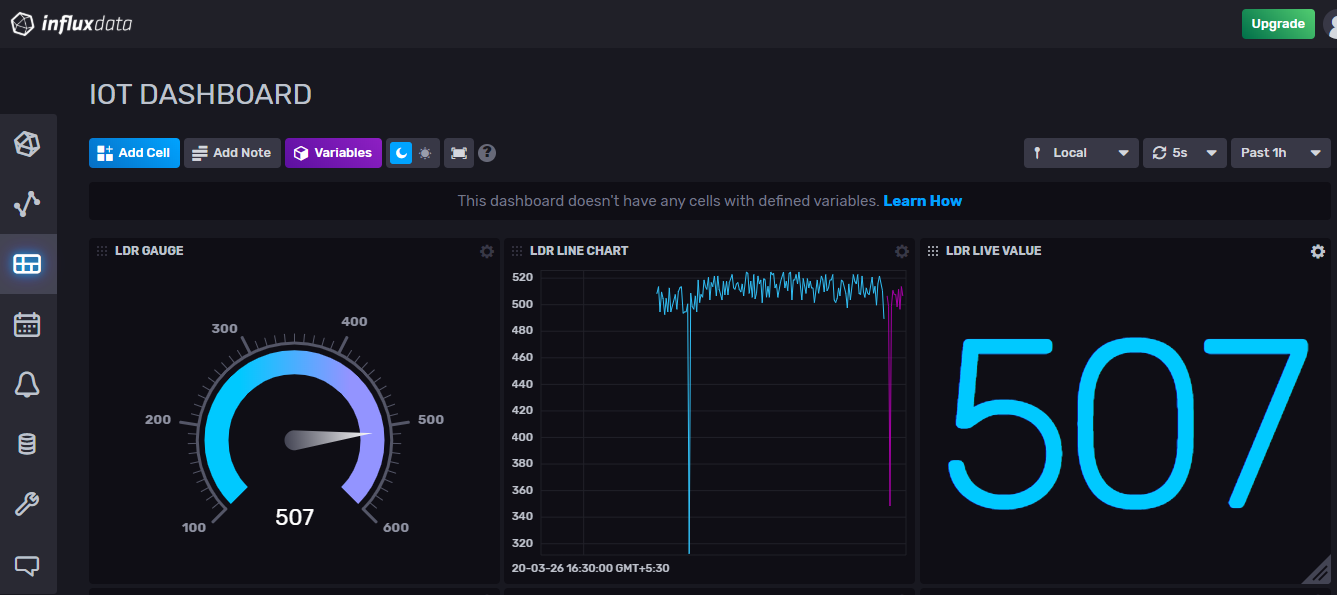 influxdata
Upgrade
IOT DASHBOARD
Add Cell
Add Note
Variables
?
Local
5s
Past 1h
This dashboard doesn't have any cells with defined variables. Learn How
LDR GAUGE
300
400
200
500
100
600
507
LDR LINE CHART
520
500
480
460
440
420
400
380
360
340
320
20-03-26 16:30:00 GMT+5:30
LDR LIVE VALUE
507